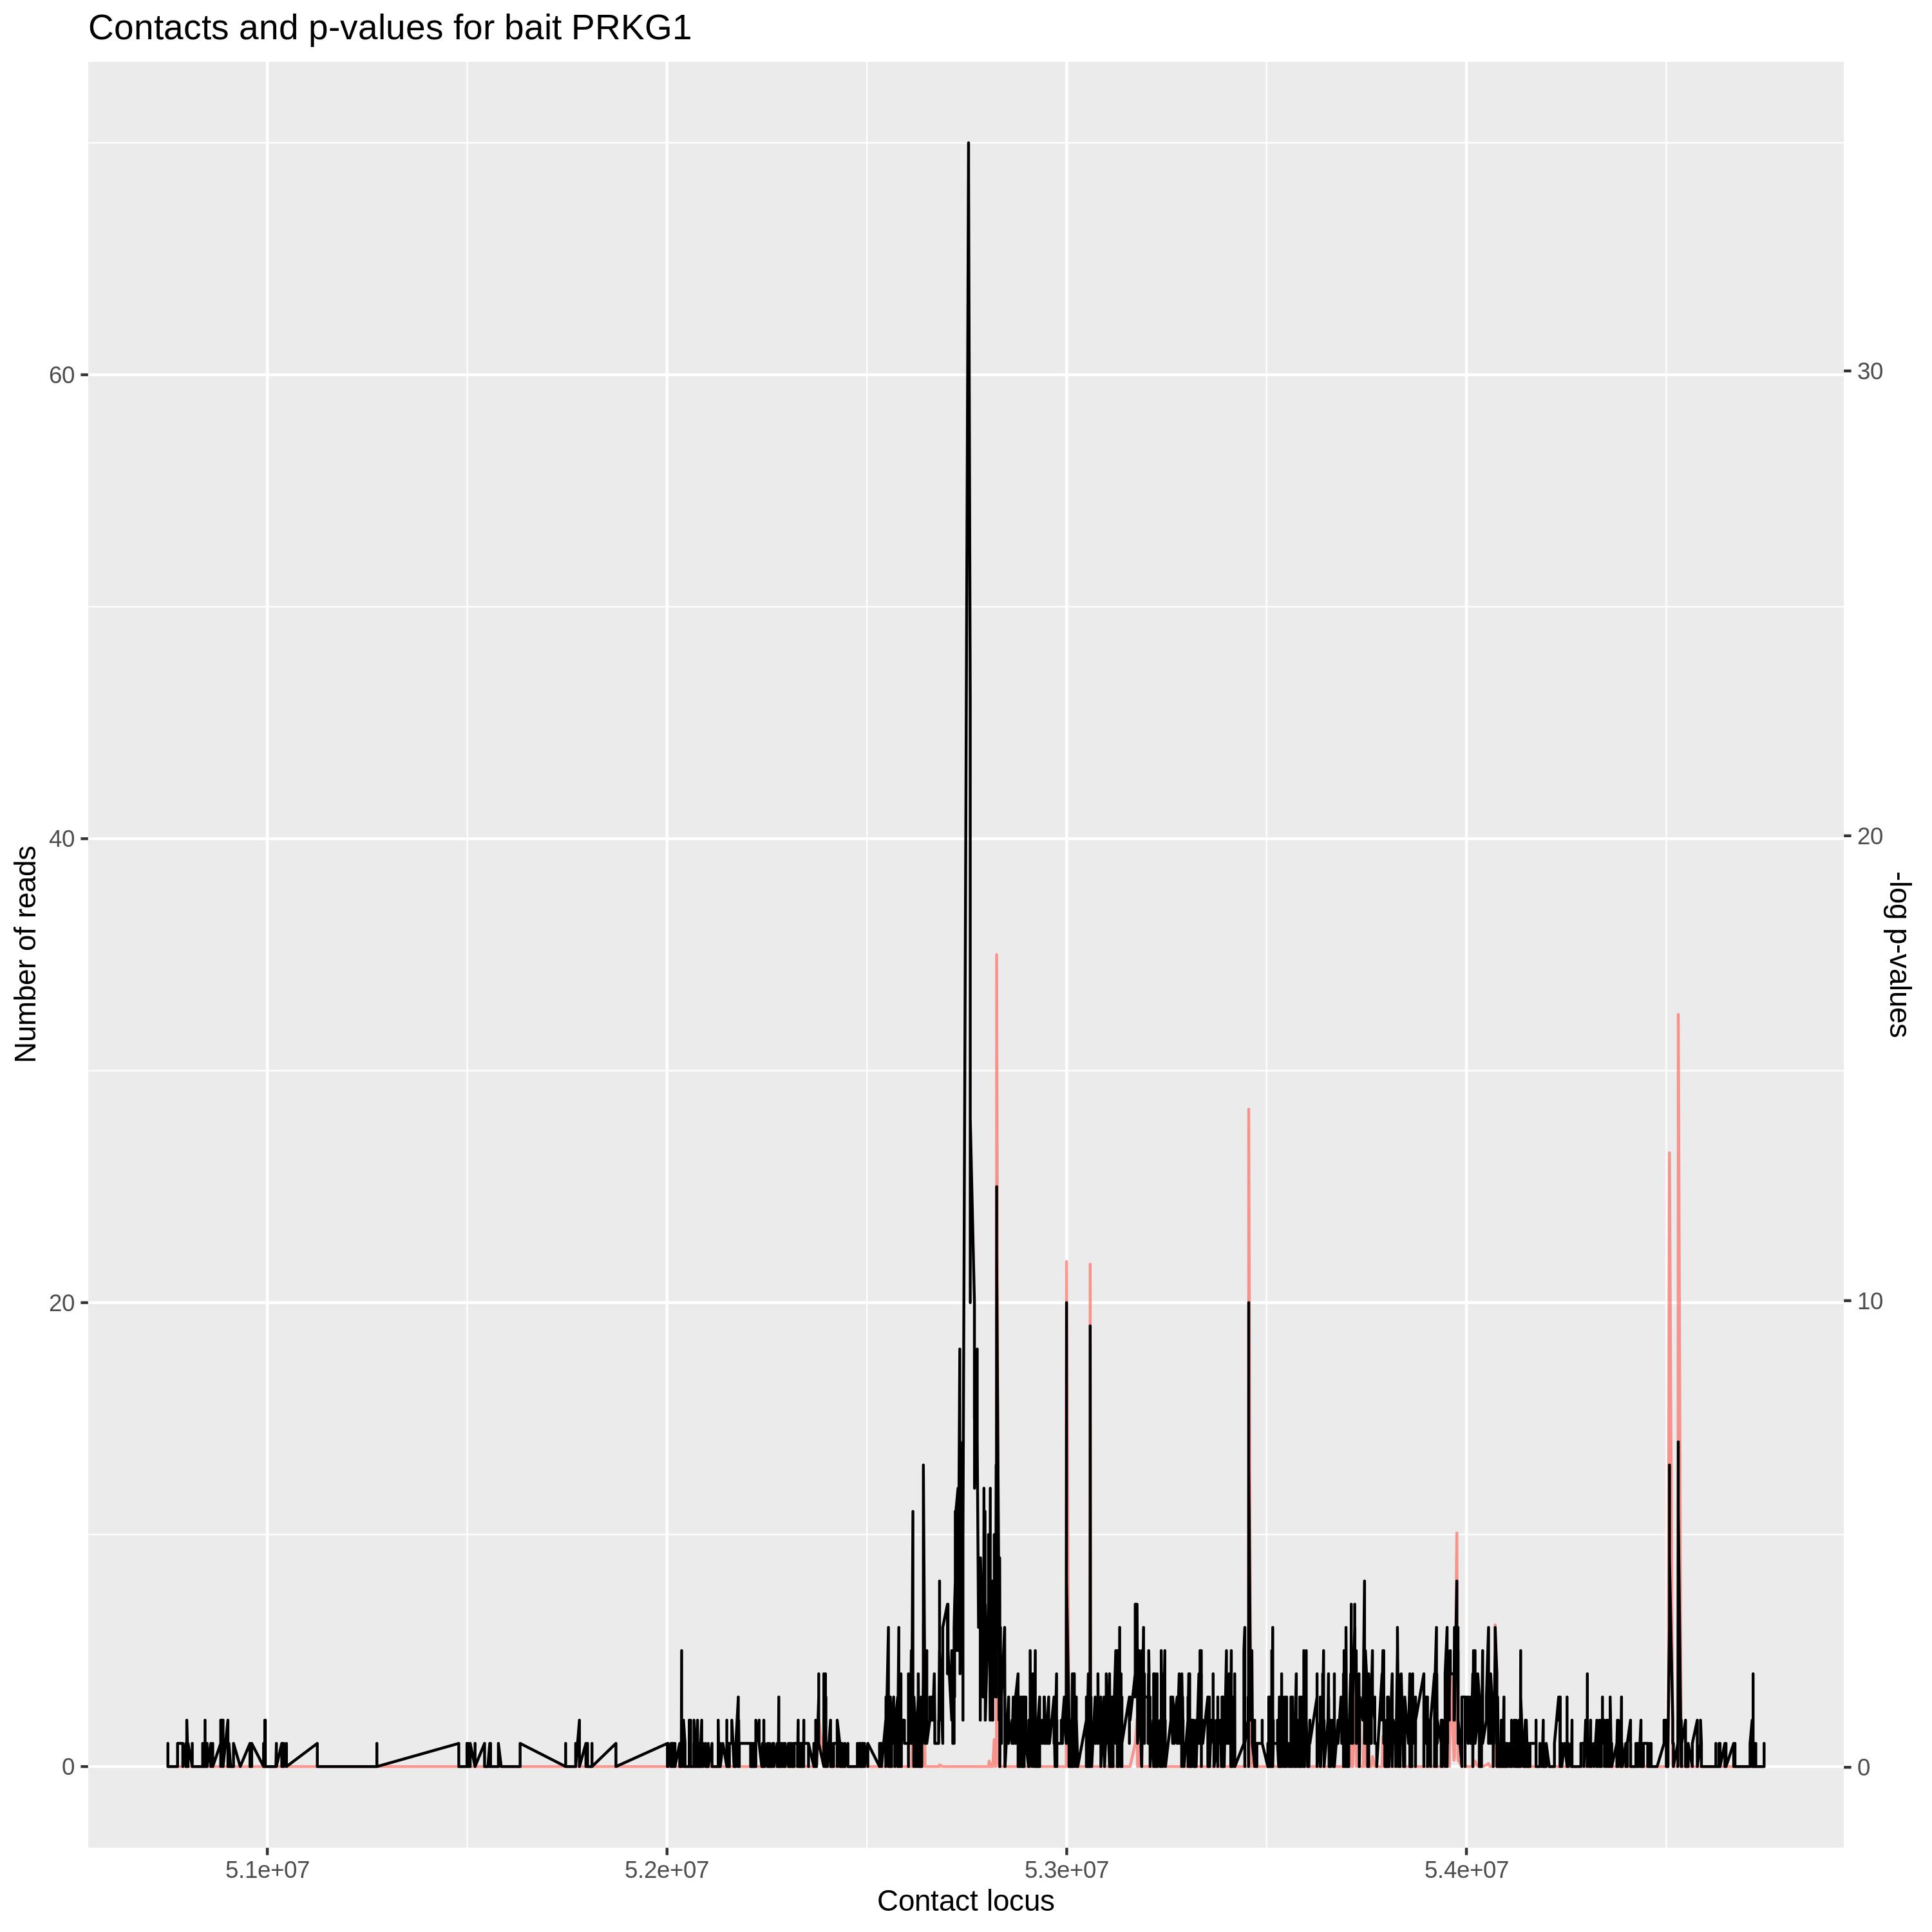 Contacts and p-values for bait PRKG1
60
40
20
0
30
20
10
0
Number of reads
-log p-values
5.1e+07 5.2e+07 5.3e+07 5.4e+07
Contact locus